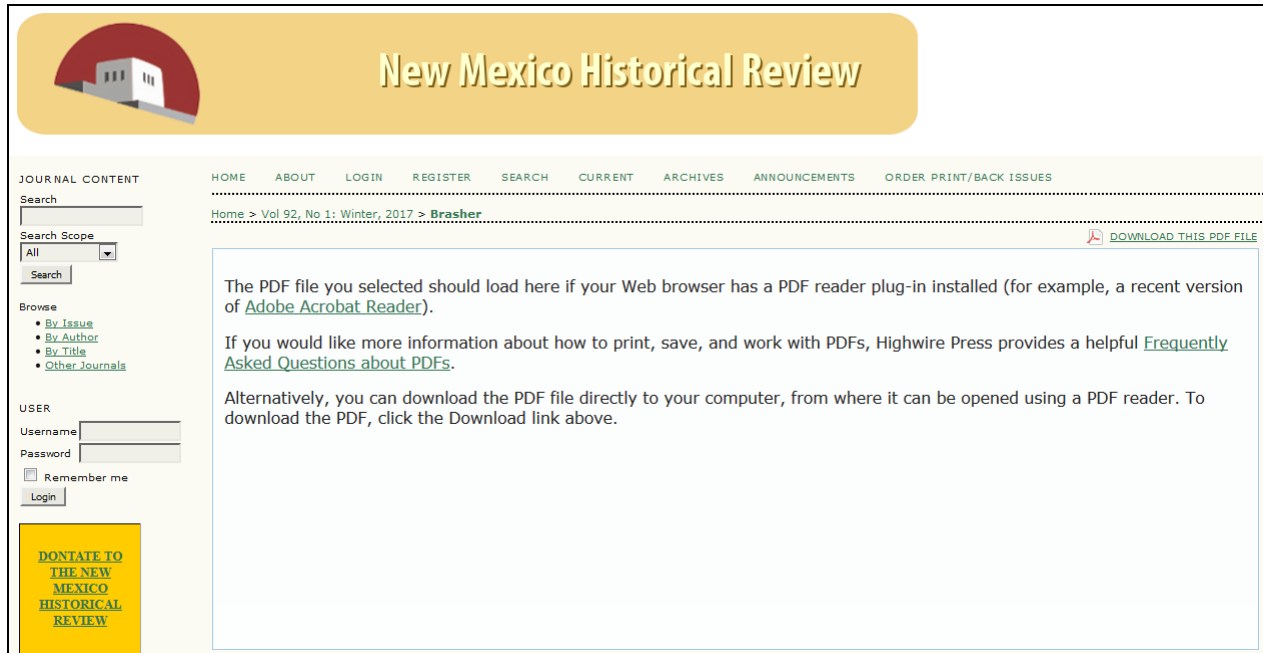 New Mexico Historical Review
JOURNAL CONTENT
Search
Search Scope
All
Search
Browse
By Issue
By Author
By Title
Other Journals
USER
Username
Password
Remember me
Login
DONTATE TO
THE NEW
MEXICO
HISTORICAL
REVIEW
HOME ABOUT LOGIN REGISTER SEARCH CURRENT ARCHIVES ANNOUNCEMENTS ORDER PRINT/BACK ISSUES
Home > Vol 92, No 1: Winter, 2017 > Brasher
DOWNLOAD THIS PDF FILE
The PDF file you selected should load here if your Web browser has a PDF reader plug-in installed (for example, a recent version
of Adobe Acrobat Reader).
If you would like more information about how to print, save, and work with PDFs, Highwire Press provides a helpful Frequently
Asked Questions about PDFs.
Alternatively, you can download the PDF file directly to your computer, from where it can be opened using a PDF reader. To
download the PDF, click the Download link above.